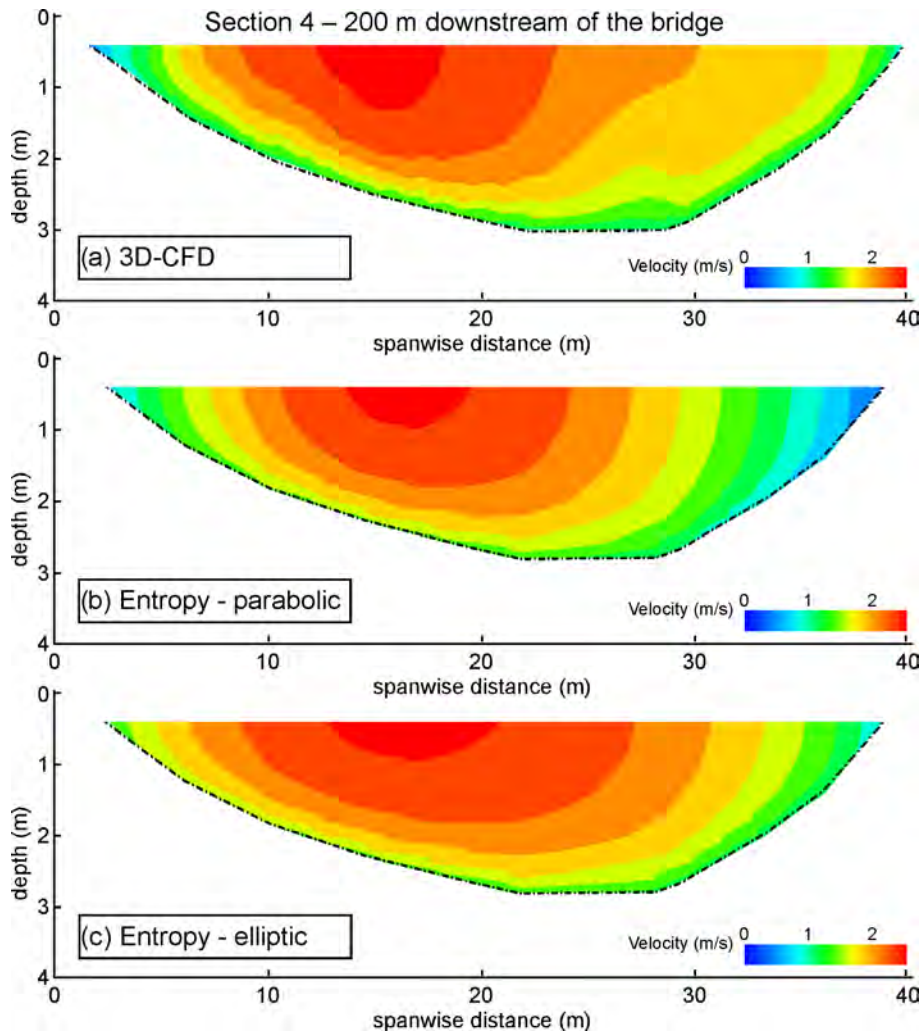 Section 4 – 200 m downstream of the bridge
0
1
2
3
4
depth (m)
(a) 3D-CFD
Velocity (m/s)
0 1 2
0 10 20 30 40
spanwise distance (m)
0
1
2
3
4
depth (m)
(b) Entropy - parabolic
Velocity (m/s)
0 1 2
0 10 20 30 40
spanwise distance (m)
0
1
2
3
4
depth (m)
(c) Entropy - elliptic
Velocity (m/s)
0 1 2
0 10 20 30 40
spanwise distance (m)